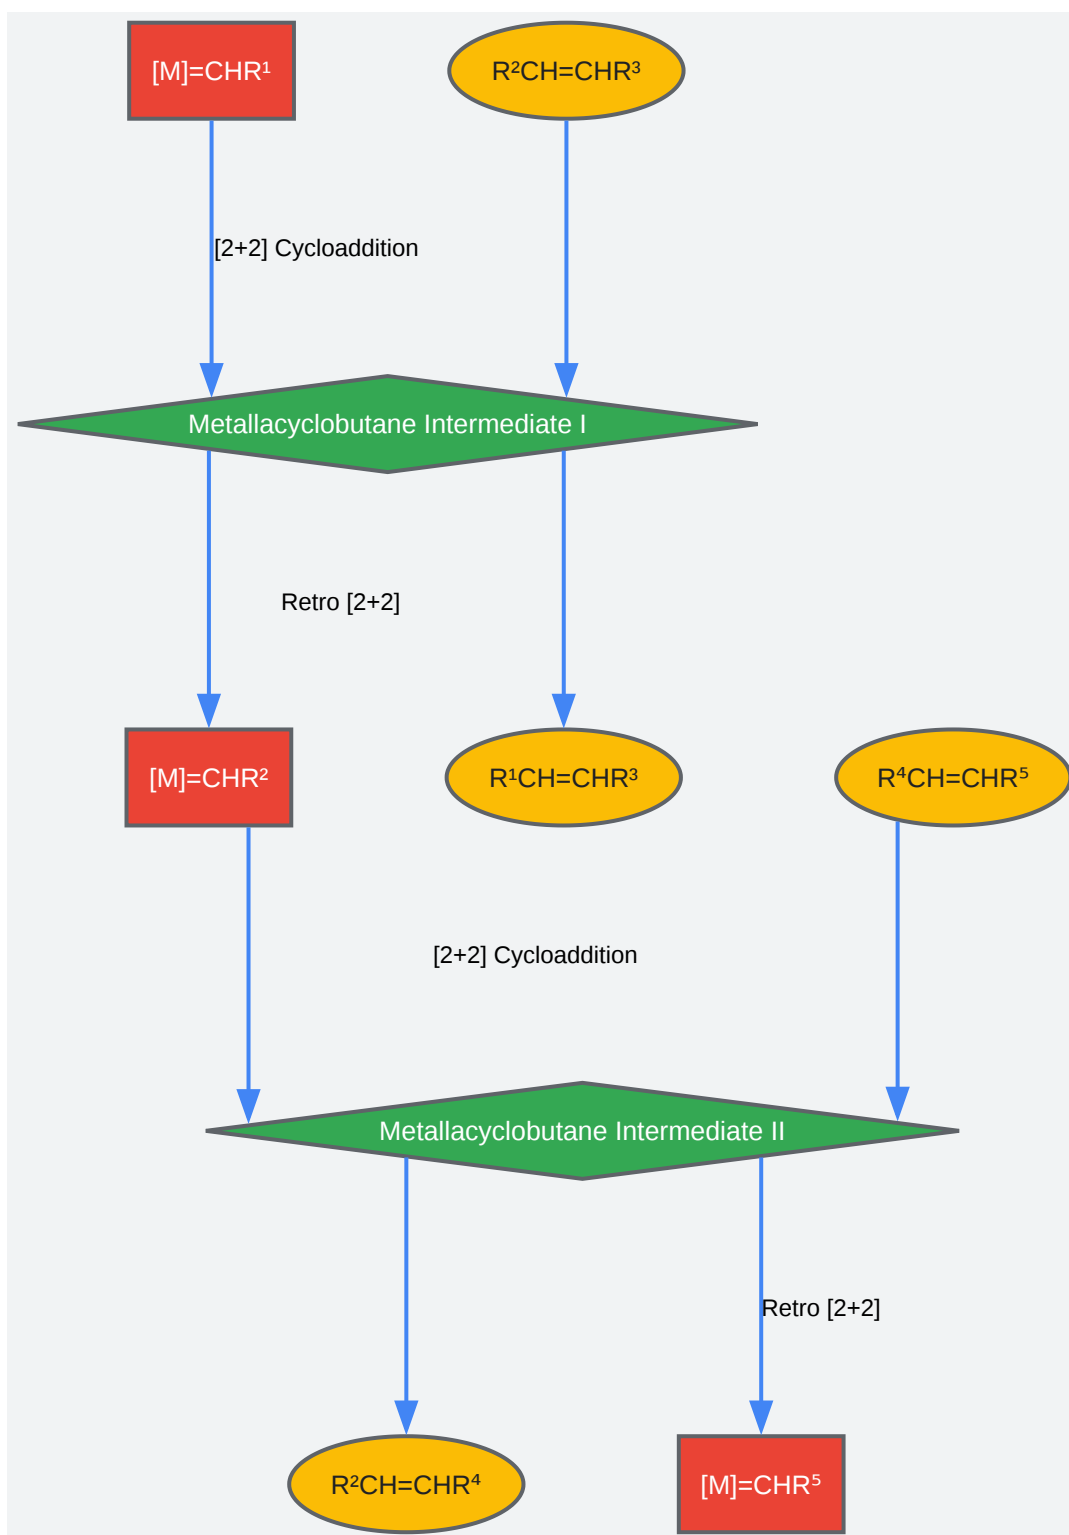 [M]=CHR¹
R²CH=CHR³
[2+2] Cycloaddition
Metallacyclobutane Intermediate I
Retro [2+2]
[M]=CHR²
R¹CH=CHR³
R⁴CH=CHR⁵
[2+2] Cycloaddition
Metallacyclobutane Intermediate II
Retro [2+2]
R²CH=CHR⁴
[M]=CHR⁵